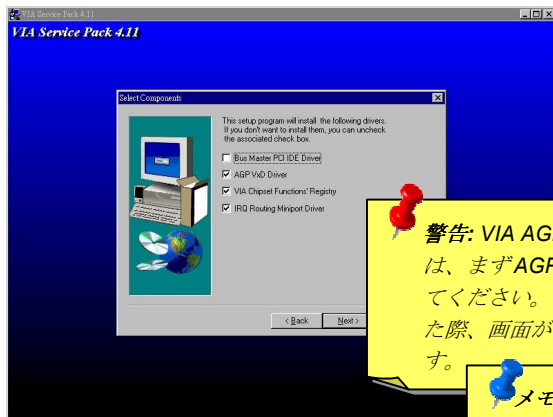 VIA Service Pack 4.11
VIA Service Pack 4.11
Select Components
This setup program will install the following drivers.
If you don't want to install them, you can uncheck
the associated check box.
Bus Master PCI IDE Driver
AGP VxD Driver
VIA Chipset Functions' Registry
IRQ Routing Miniport Driver
< Back
Next >
警告: VIA AG
は、まずAGP
てください。
た際、画面が
す。
メモ